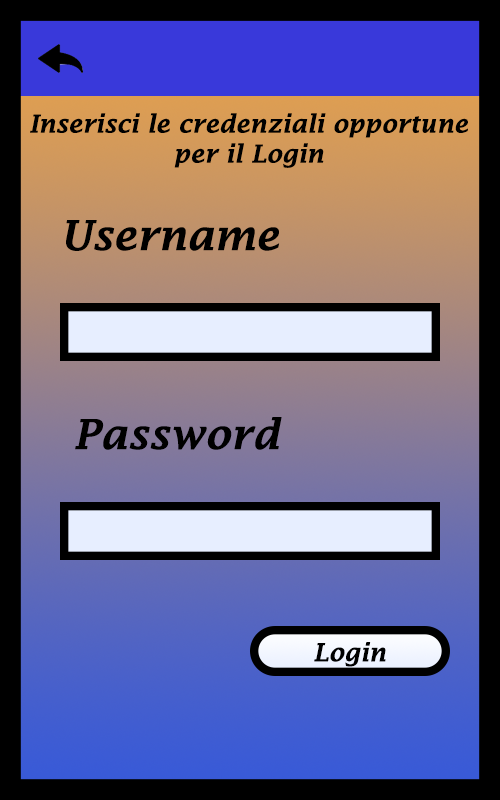 Inserisci le credenziali opportune
per il Login
Username
Password
Login